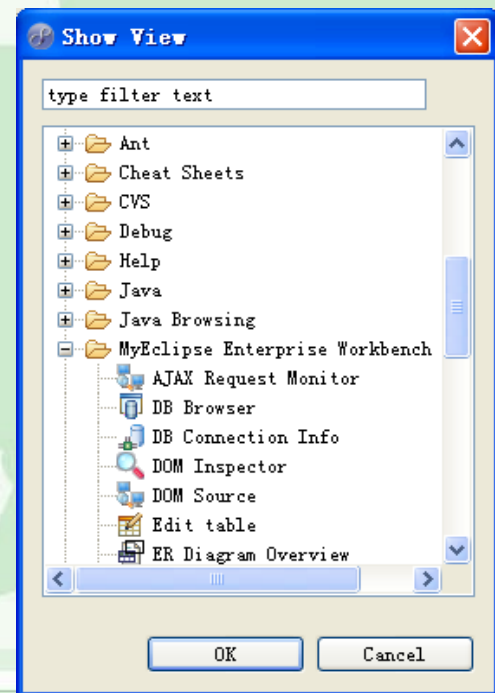 Show View
type filter text
Ant
Cheat Sheets
CVS
Debug
Help
Java
Java Browsing
MyEclipse Enterprise Workbench
AJAX Request Monitor
DB Browser
DB Connection Info
DOM Inspector
DOM Source
Edit table
ER Diagram Overview
OK Cancel